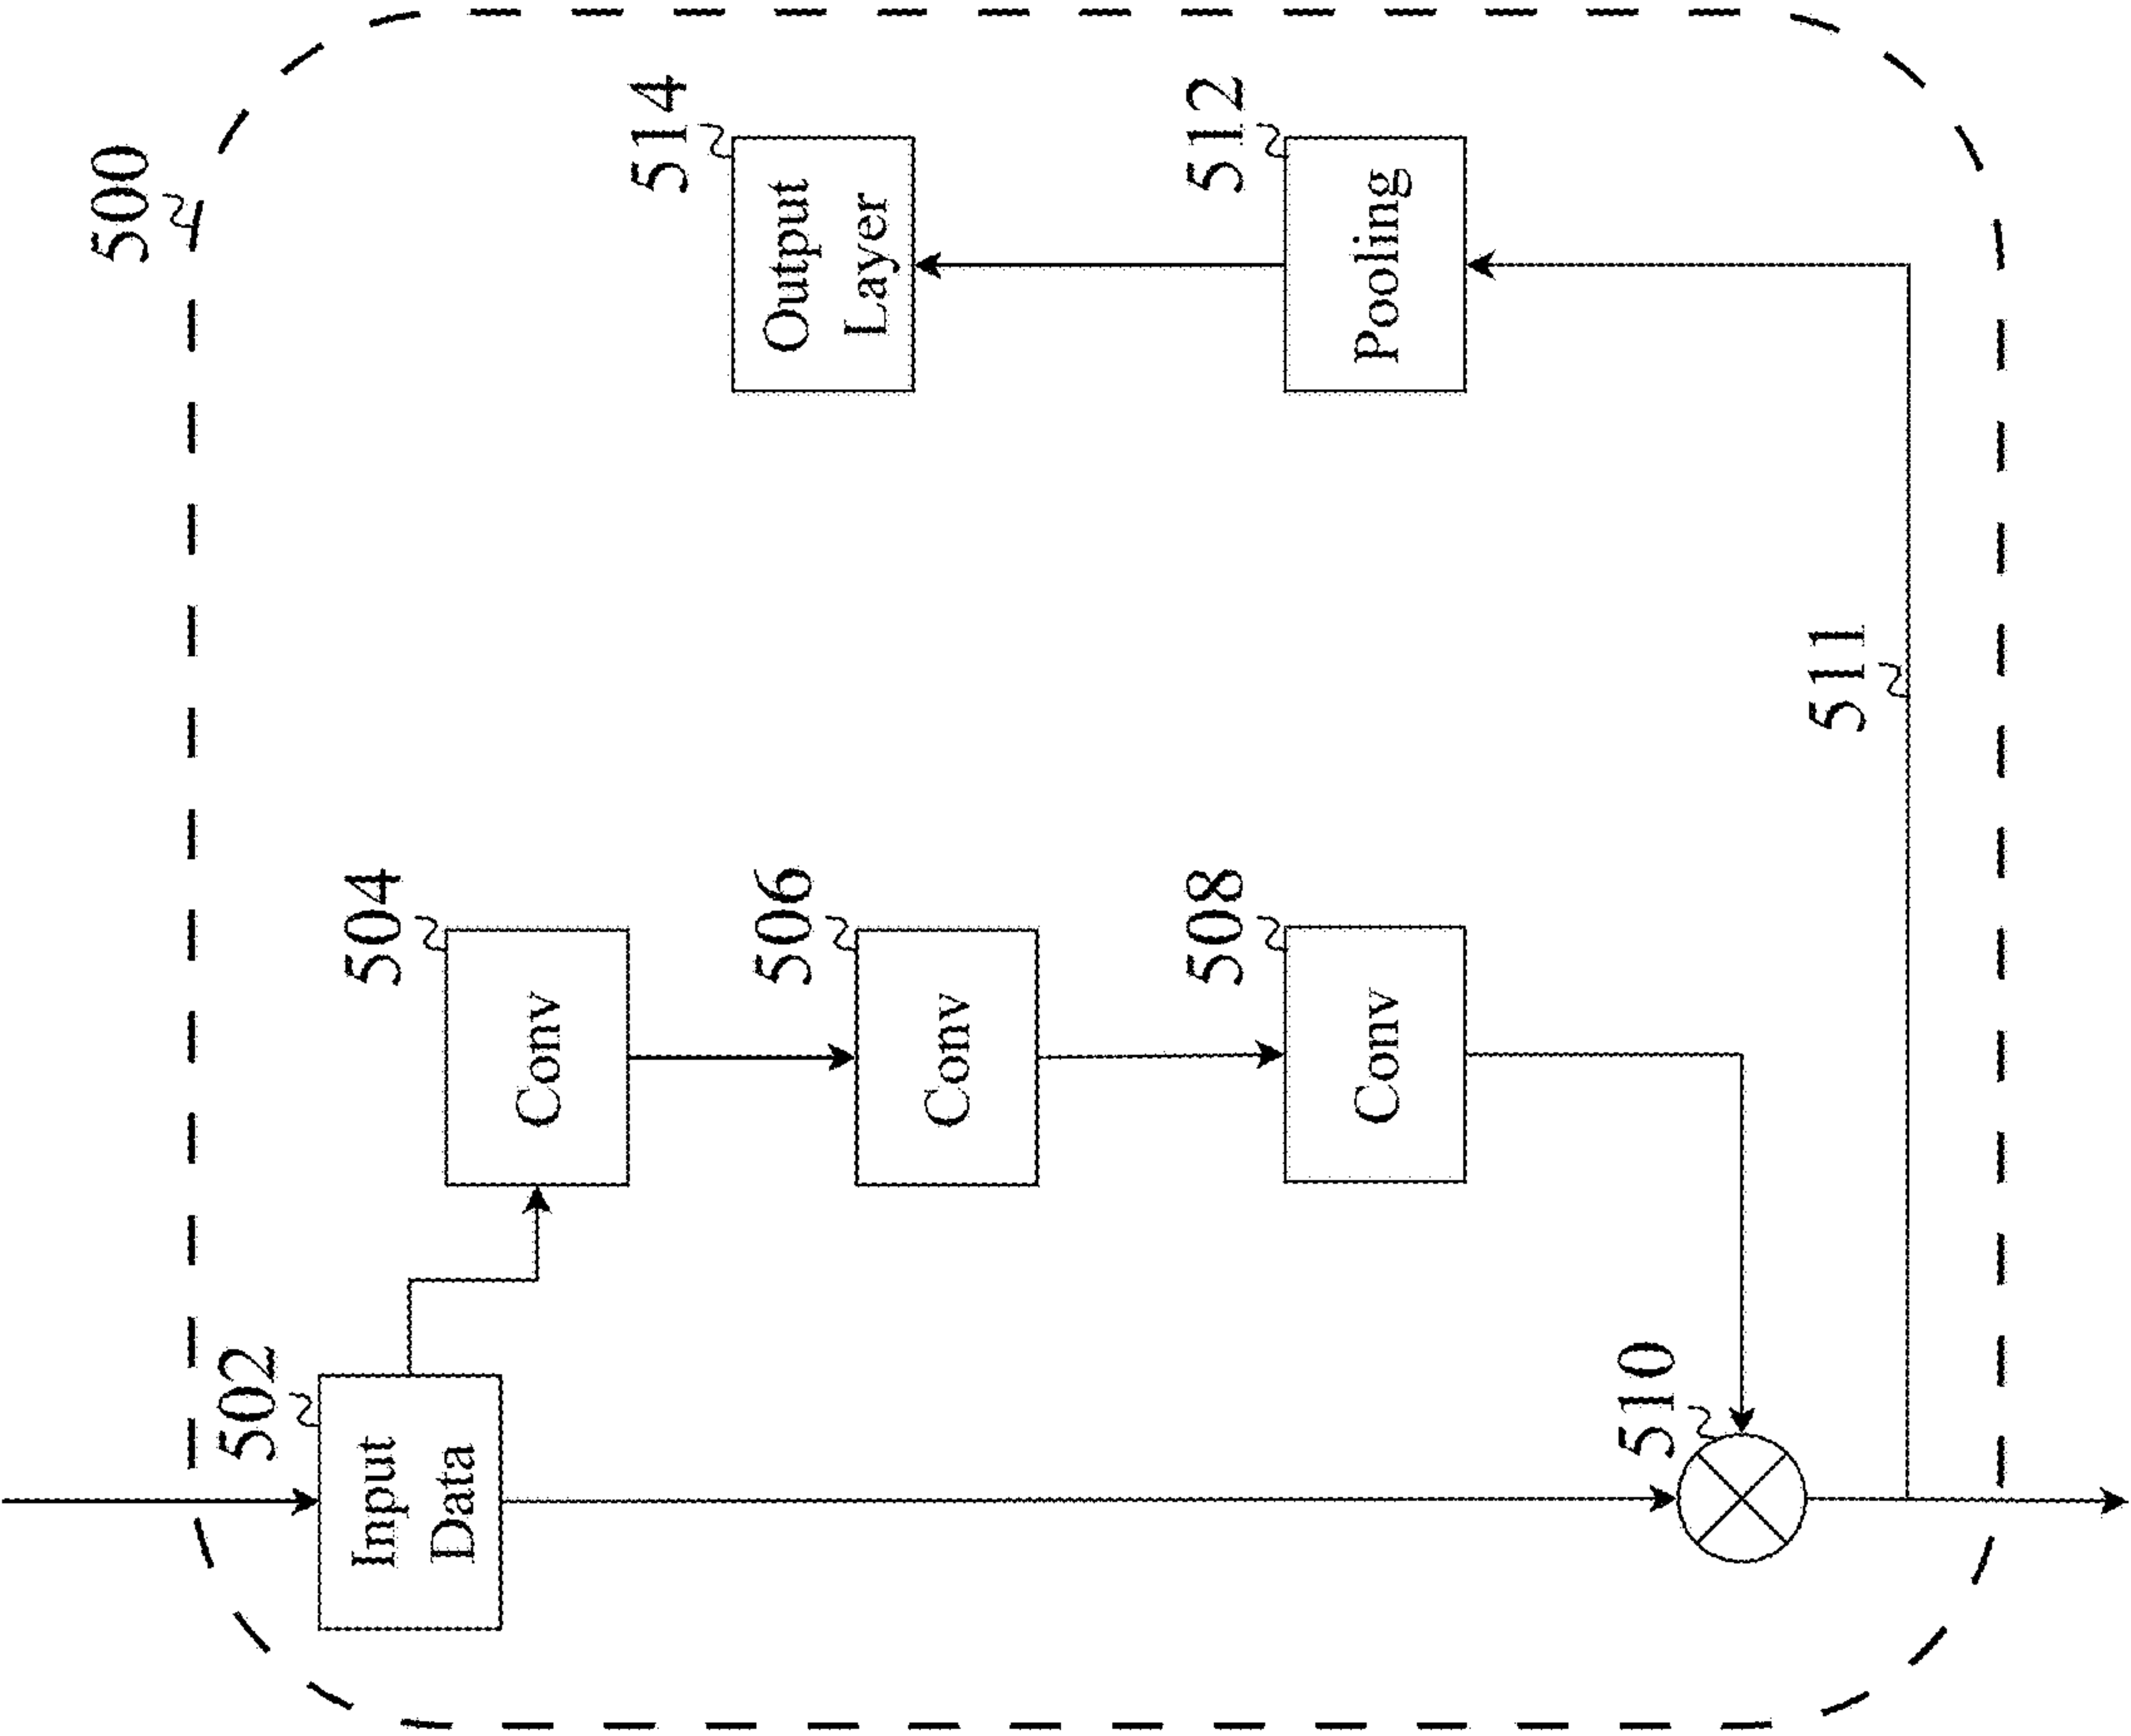 500
514
Output
Layer
512
Pooling
511
504
Conv
506
Conv
508
Conv
502
Input
Data
510